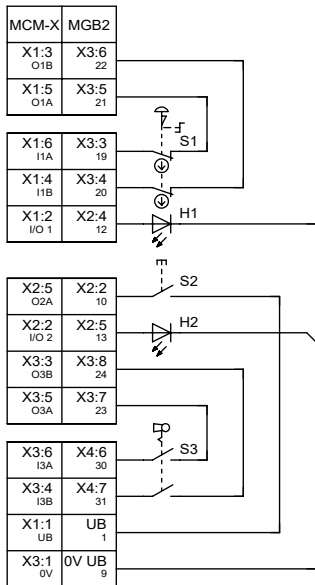 MCM-X MGB2
X1:3 X3:6
O1B 22
X1:5 X3:5
O1A 21
X1:6 X3:3 S1
I1A 19
X1:4 X3:4
I1B 20
X1:2 X2:4 H1
I/O 1 12
X2:5 X2:2 S2
O2A 10
X2:2 X2:5 H2
I/O 2 13
X3:3 X3:8
O3B 24
X3:5 X3:7
O3A 23
X3:6 X4:6 S3
I3A 30
X3:4 X4:7
I3B 31
X1:1 UB
UB 1
X3:1 0V UB
0V 9